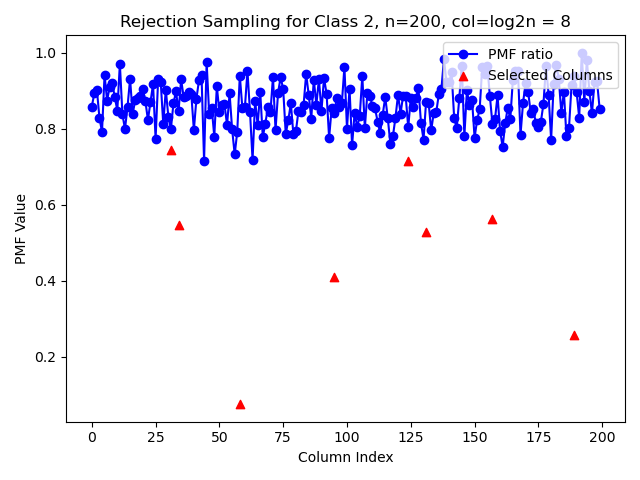 Rejection Sampling for Class 2, n=200, col=log2n = 8
PMF ratio
Selected Columns
PMF Value
1.0
0.8
0.6
0.4
0.2
0 25 50 75 100 125 150 175 200
Column Index